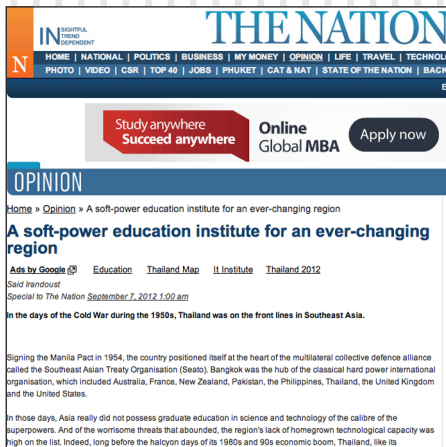 INSIGHTFUL
TREND
INDEPENDENT
THE NATION
N
HOME | NATIONAL | POLITICS | BUSINESS | MY MONEY | OPINION | LIFE | TRAVEL | TECHNOL
PHOTO | VIDEO | CSR | TOP 40 | JOBS | PHUKET | CAT & NAT | STATE OF THE NATION | BACK
E
Study anywhere
Succeed anywhere
Online
Global MBA
Apply now
OPINION
Home » Opinion » A soft-power education institute for an ever-changing region
A soft-power education institute for an ever-changing
region
Ads by Google Education Thailand Map It Institute Thailand 2012
Said Irandoust
Special to The Nation September 7, 2012 1:00 am
In the days of the Cold War during the 1950s, Thailand was on the front lines in Southeast Asia.
Signing the Manila Pact in 1954, the country positioned itself at the heart of the multilateral collective defence alliance
called the Southeast Asian Treaty Organisation (Seato). Bangkok was the hub of the classical hard power international
organisation, which included Australia, France, New Zealand, Pakistan, the Philippines, Thailand, the United Kingdom
and the United States.
In those days, Asia really did not possess graduate education in science and technology of the calibre of the
superpowers. And of the worrisome threats that abounded, the region's lack of homegrown technological capacity was
high on the list. Indeed, long before the halcyon days of its 1980s and 90s economic boom, Thailand, like its